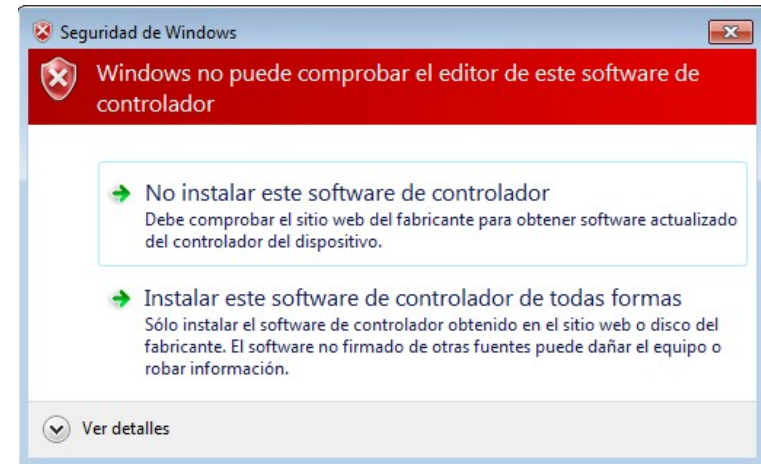 Seguridad de Windows
Windows no puede comprobar el editor de este software de
controlador
No instalar este software de controlador
Debe comprobar el sitio web del fabricante para obtener software actualizado
del controlador del dispositivo.
Instalar este software de controlador de todas formas
Sólo instalar el software de controlador obtenido en el sitio web o disco del
fabricante. El software no firmado de otras fuentes puede dañar el equipo o
robar información.
Ver detalles